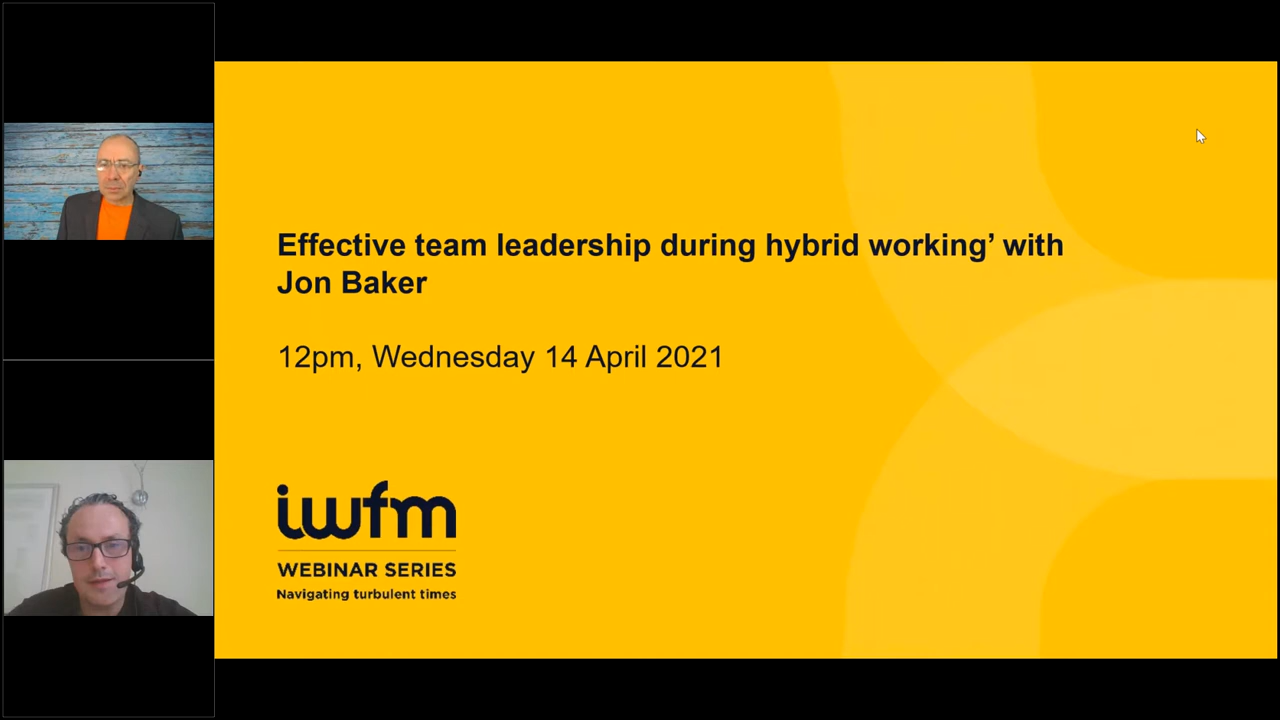 Effective team leadership during hybrid working’ with
Jon Baker
12pm, Wednesday 14 April 2021
iwfm
WEBINAR SERIES
Navigating turbulent times